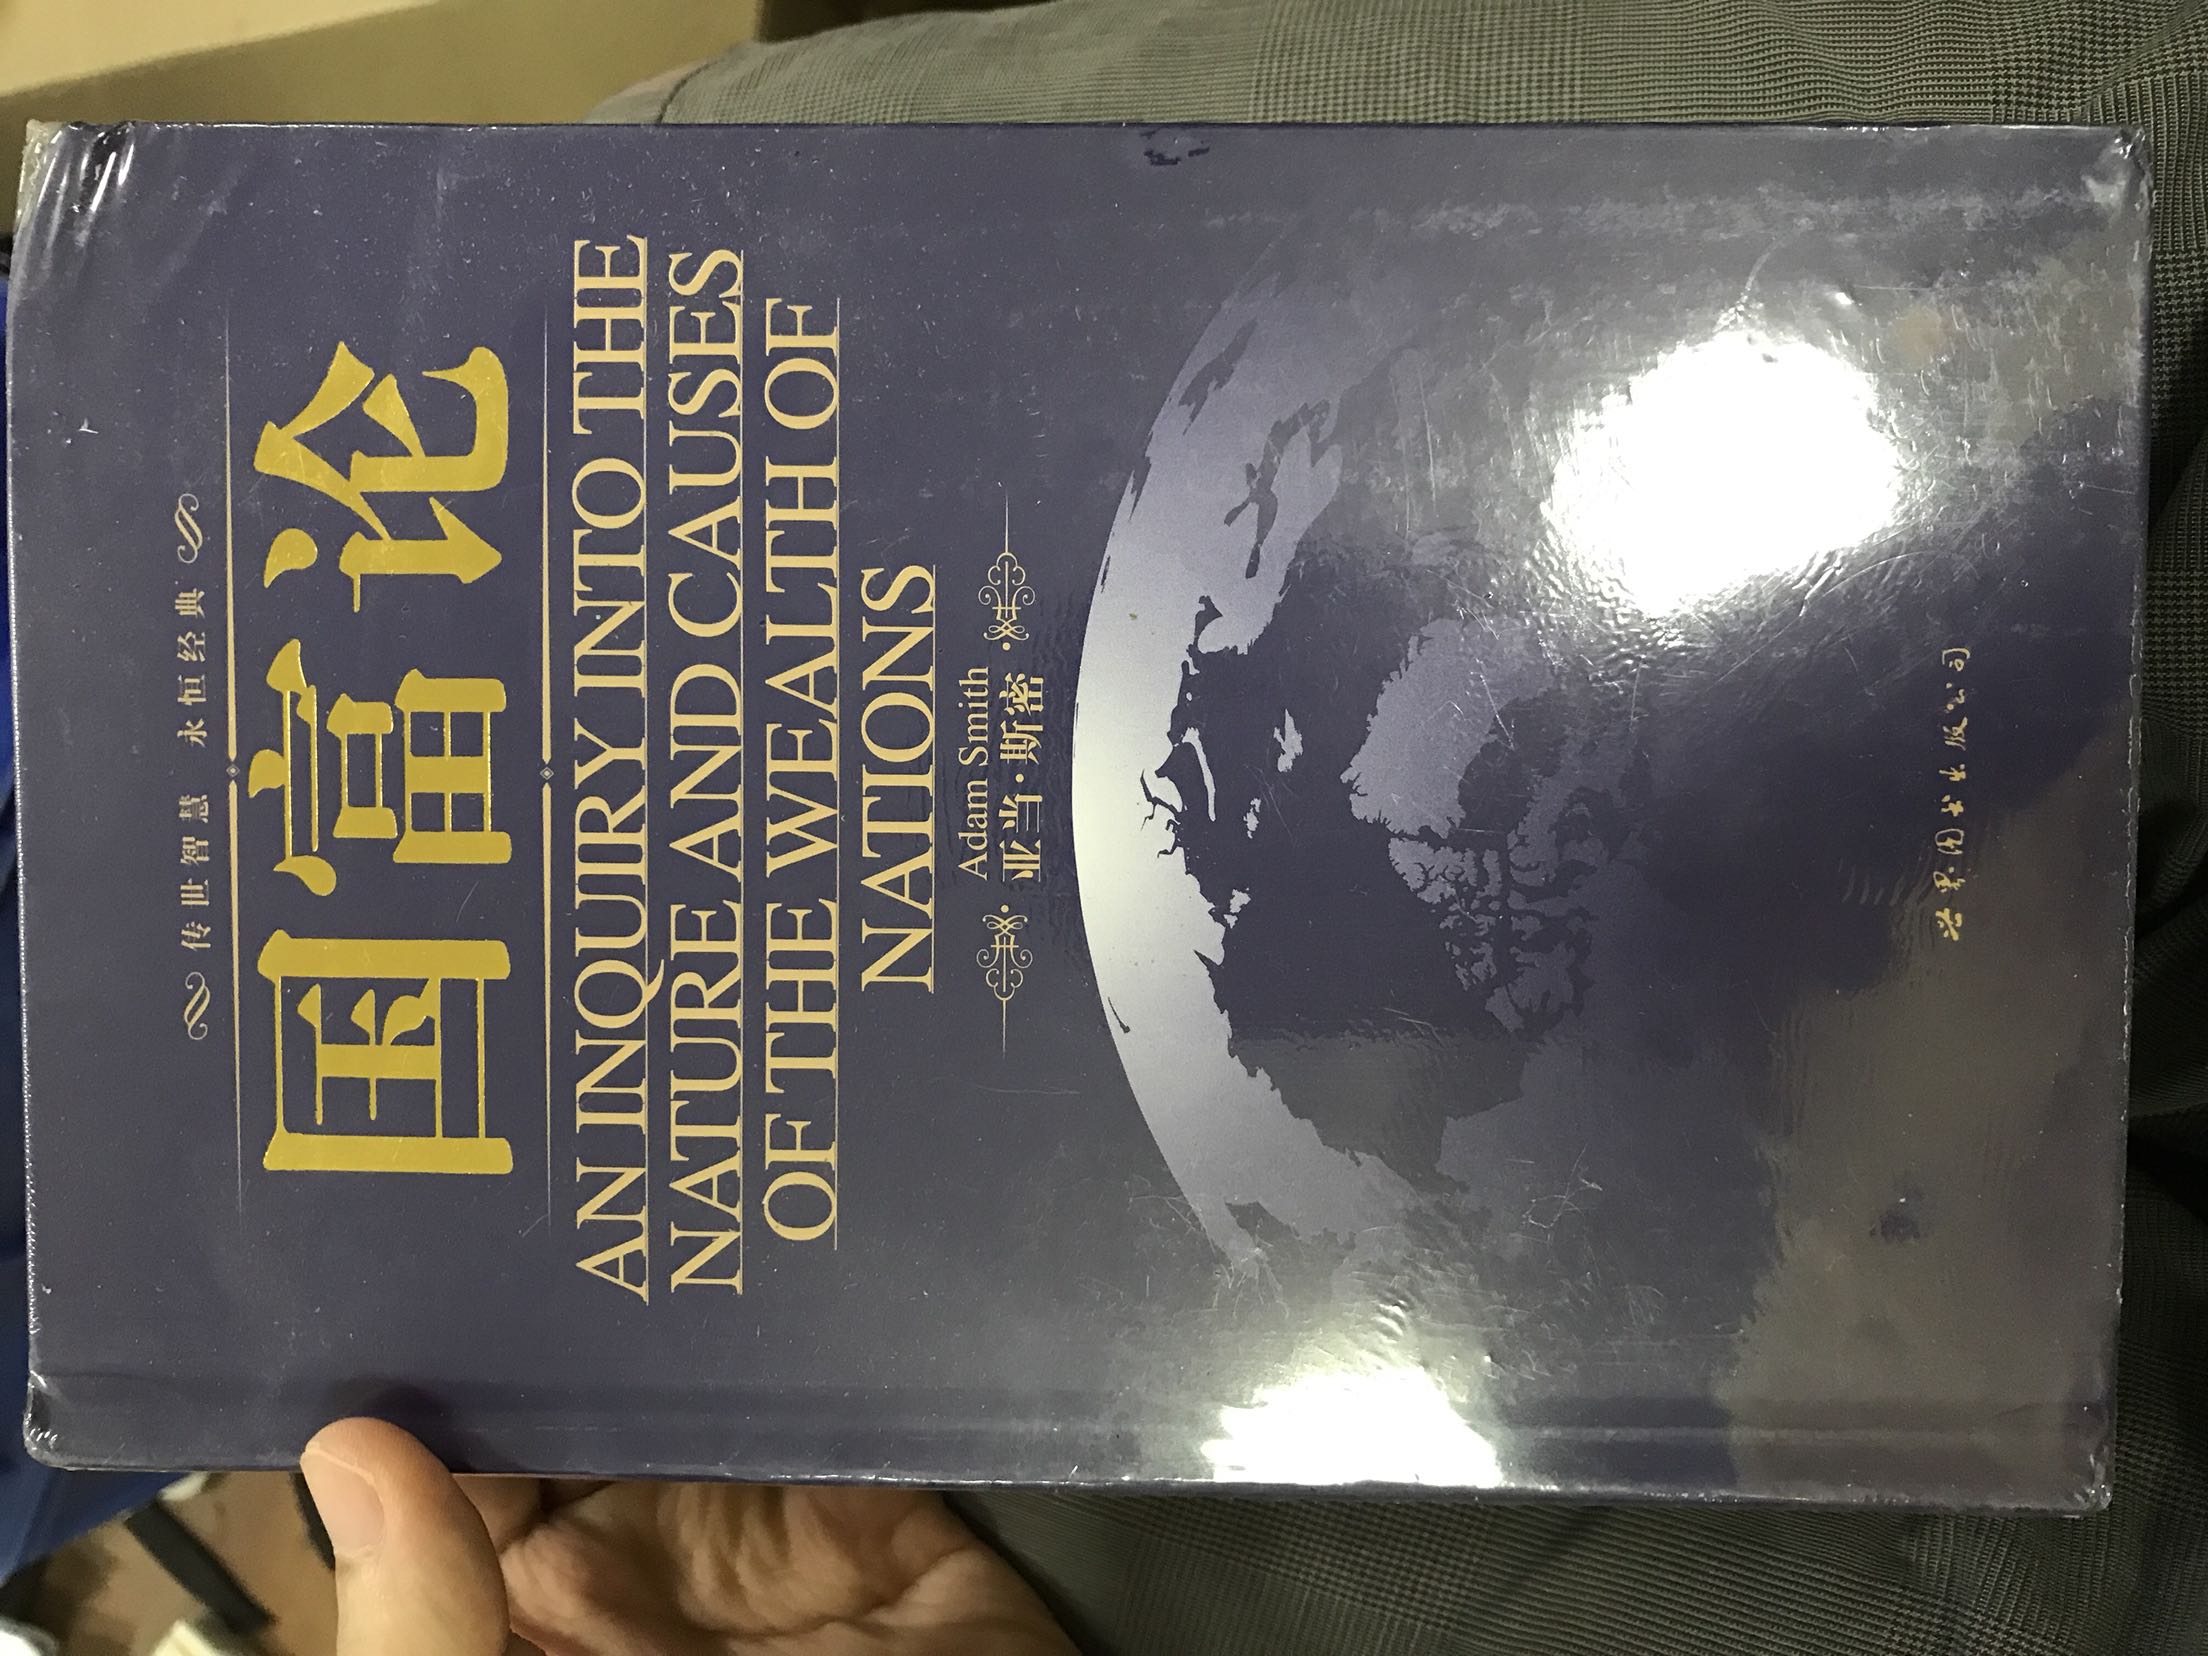 传世智慧 永恒经典
国富论
AN INQUIRY INTO THE
NATURE AND CAUSES
OF THE WEALTH OF
NATIONS
Adam Smith
亚当·斯密
世界图书出版公司